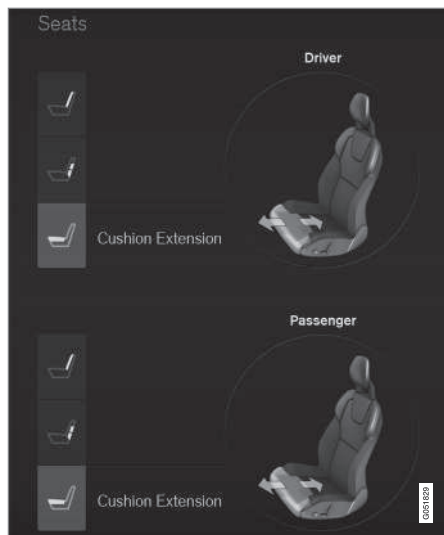 Seats
Driver
Cushion Extension
Passenger
Cushion Extension
G051829